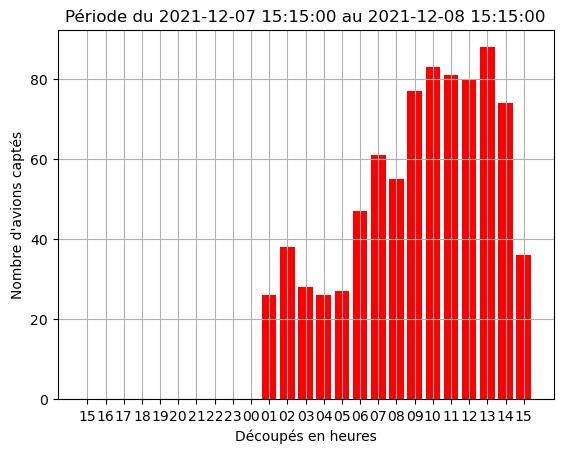 Période du 2021-12-07 15:15:00 au 2021-12-08 15:15:00
Nombre d'avions captés
80
60
40
20
0
15 16 17 18 19 20 21 22 23 00 01 02 03 04 05 06 07 08 09 10 11 12 13 14 15
Découpés en heures